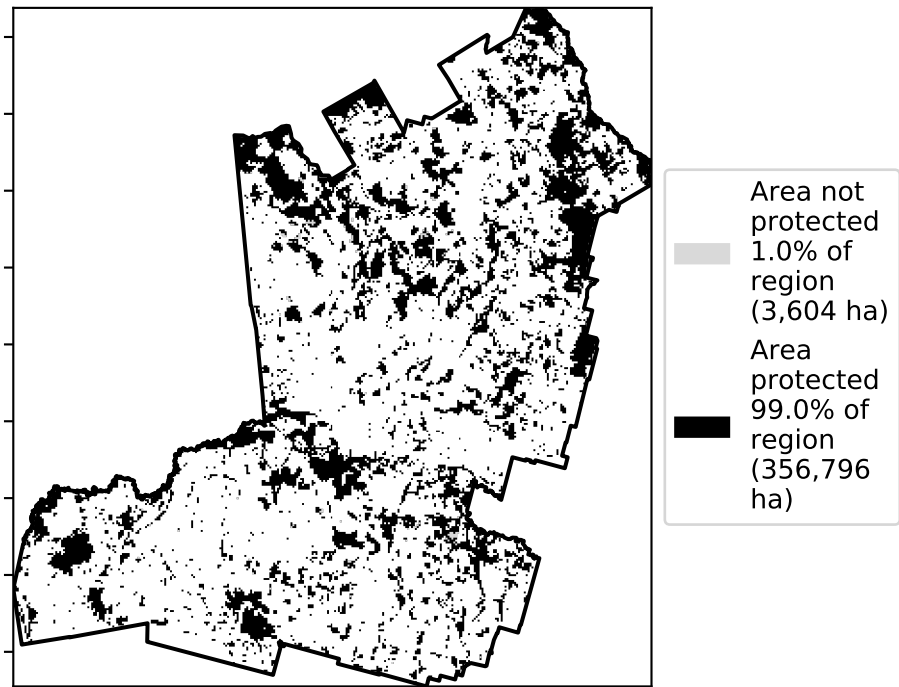 Area not
protected
1.0% of
region
(3,604 ha)
Area
protected
99.0% of
region
(356,796
ha)